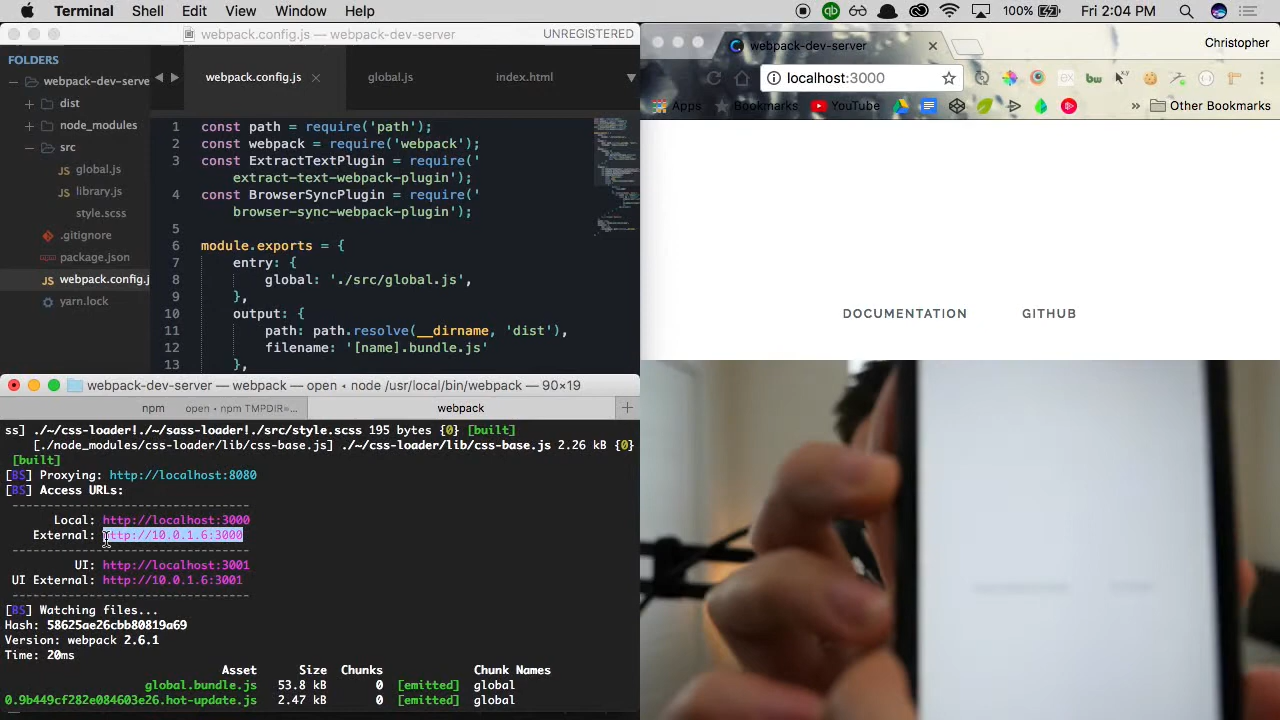 Terminal Shell Edit View Window Help 100% Fri 2:04 PM
webpack.config.js — webpack-dev-server UNREGISTERED
FOLDERS
webpack-dev-serve
dist
node_modules
src
global.js
library.js
style.scss
.gitignore
package.json
webpack.config.j
yarn.lock
webpack.config.js global.js index.html
1 const path = require('path');
2 const webpack = require('webpack');
3 const ExtractTextPlugin = require('
extract-text-webpack-plugin');
4 const BrowserSyncPlugin = require('
browser-sync-webpack-plugin');
5
6 module.exports = {
7 entry: {
8 global: './src/global.js',
9 },
10 output: {
11 path: path.resolve(__dirname, 'dist'),
12 filename: '[name].bundle.js'
13 },
webpack-dev-server Christopher
localhost:3000
Apps Bookmarks YouTube Other Bookmarks
DOCUMENTATION GITHUB
webpack-dev-server — webpack — open ◂ node /usr/local/bin/webpack — 90×19
npm open ◂ npm TMPDIR=... webpack
ss] ./~/css-loader!./~/sass-loader!./src/style.scss 195 bytes {0} [built]
[./node_modules/css-loader/lib/css-base.js] ./~/css-loader/lib/css-base.js 2.26 kB {0}
[built]
[BS] Proxying: http://localhost:8080
[BS] Access URLs:
----------------------------------
Local: http://localhost:3000
External: http://10.0.1.6:3000
----------------------------------
UI: http://localhost:3001
UI External: http://10.0.1.6:3001
----------------------------------
[BS] Watching files...
Hash: 58625ae26cbb80819a69
Version: webpack 2.6.1
Time: 20ms
Asset Size Chunks Chunk Names
global.bundle.js 53.8 kB 0 [emitted] global
0.9b449cf282e084603e26.hot-update.js 2.47 kB 0 [emitted] global